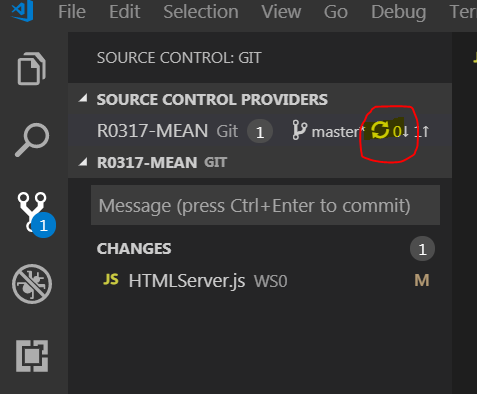 File Edit Selection View Go Debug Ter
SOURCE CONTROL: GIT
SOURCE CONTROL PROVIDERS
R0317-MEAN Git 1 master* 0↓ 1↑
R0317-MEAN GIT
Message (press Ctrl+Enter to commit)
1
CHANGES 1
JS HTMLServer.js WS0 M